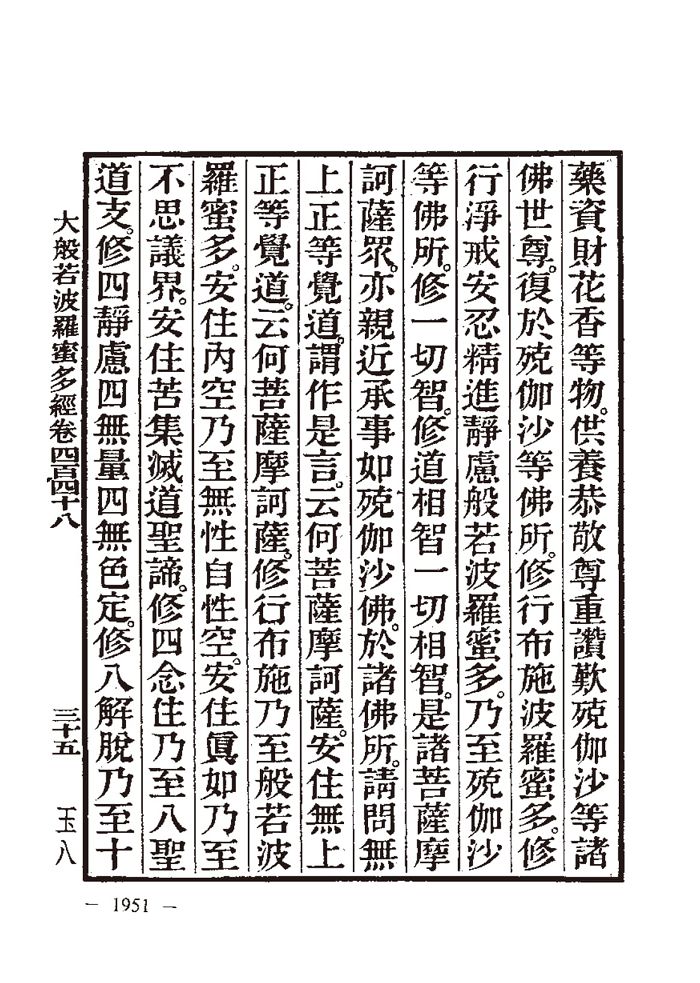 藥資財花香等物。供養恭敬尊重讚歎殑伽沙等諸
佛世尊。復於殑伽沙等佛所。修行布施波羅蜜多。修
行淨戒安忍精進靜慮般若波羅蜜多。乃至殑伽沙
等佛所。修一切智。修道相智一切相智。是諸菩薩摩
訶薩眾。亦親近承事如殑伽沙佛。於諸佛所。請問無
上正等覺道。謂作是言。云何菩薩摩訶薩。安住無上
正等覺道。云何菩薩摩訶薩。修行布施乃至般若波
羅蜜多。安住內空乃至無性自性空。安住眞如乃至
不思議界。安住苦集滅道聖諦。修四念住乃至八聖
道支。修四靜慮四無量四無色定。修八解脫乃至十
大般若波羅蜜多經卷四百四十八 三十五 玉八
— 1951 —